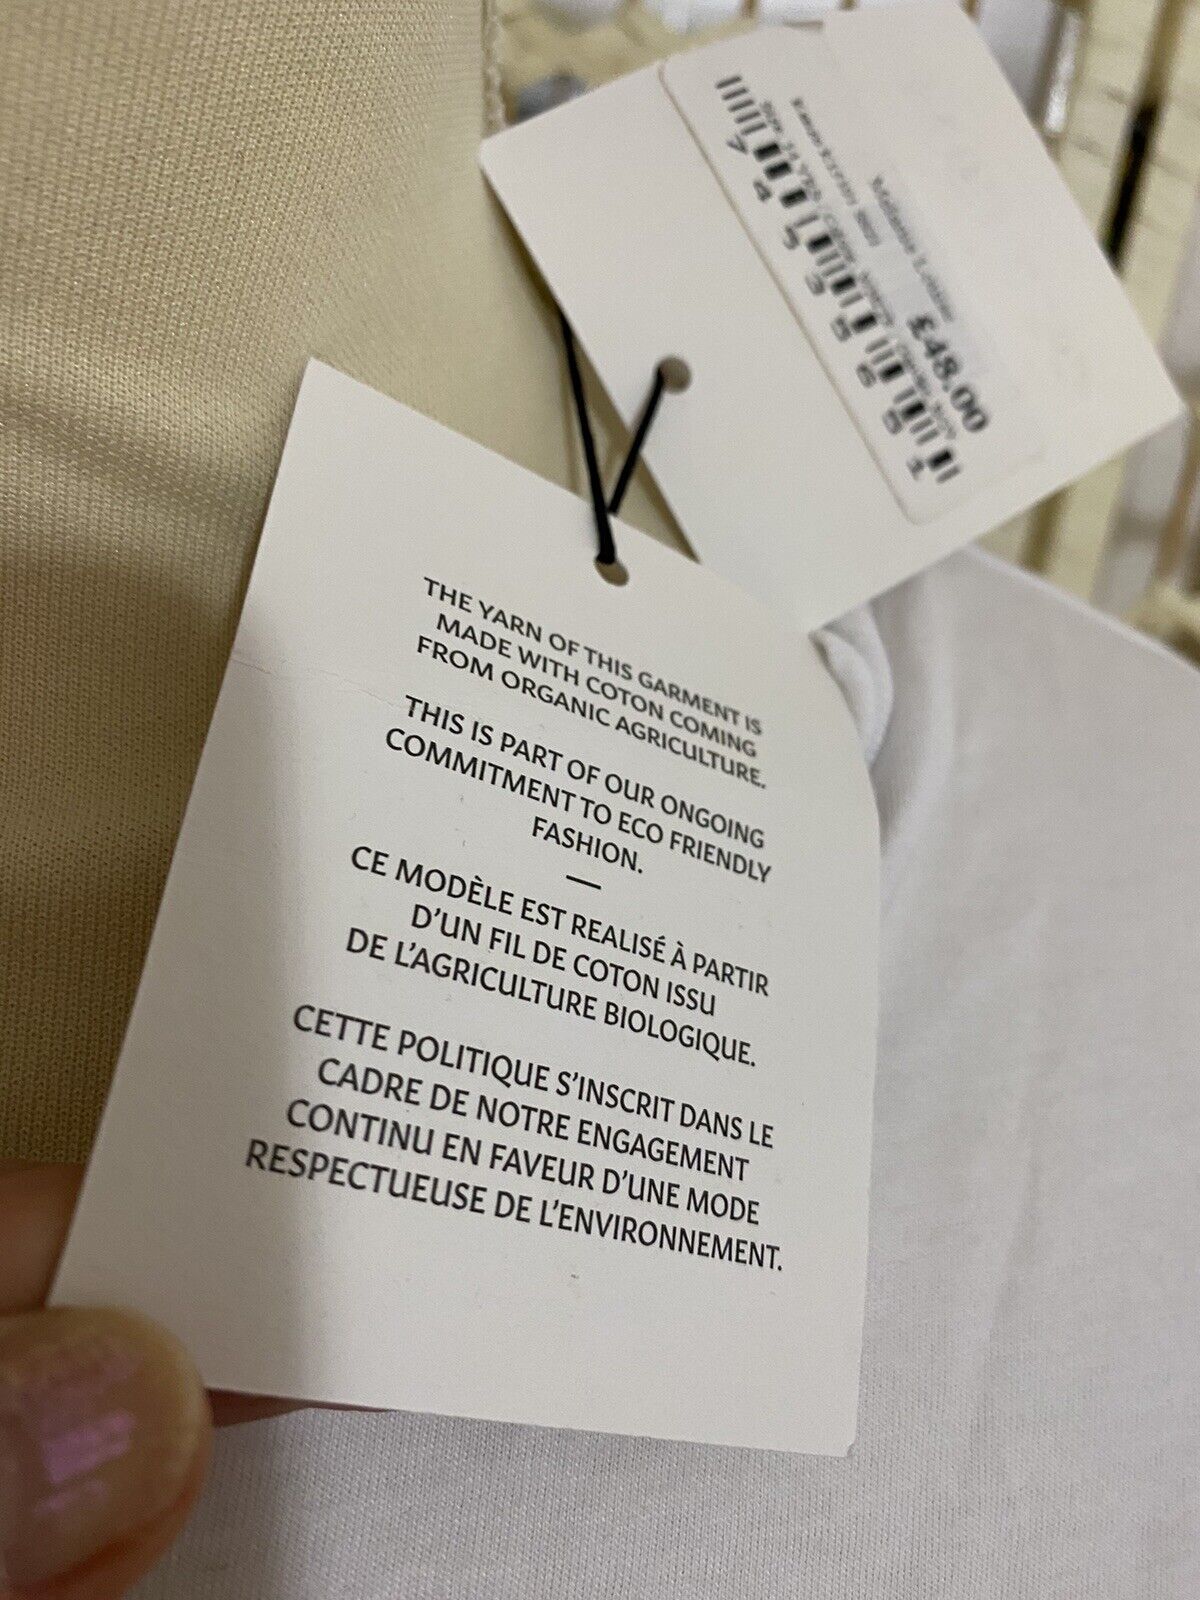 £48.00
THE YARN OF THIS GARMENT IS
MADE WITH COTON COMING
FROM ORGANIC AGRICULTURE.
THIS IS PART OF OUR ONGOING
COMMITMENT TO ECO FRIENDLY
FASHION.
—
CE MODÈLE EST REALISÉ À PARTIR
D'UN FIL DE COTON ISSU
DE L'AGRICULTURE BIOLOGIQUE.
CETTE POLITIQUE S'INSCRIT DANS LE
CADRE DE NOTRE ENGAGEMENT
CONTINU EN FAVEUR D'UNE MODE
RESPECTUEUSE DE L'ENVIRONNEMENT.